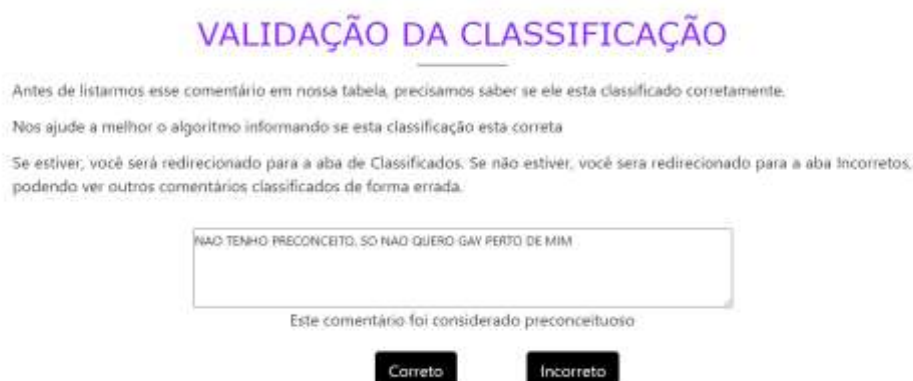 VALIDAÇÃO DA CLASSIFICAÇÃO
Antes de listarmos esse comentário em nossa tabela, precisamos saber se ele esta classificado corretamente.
Nos ajude a melhor o algoritmo informando se esta classificação esta correta
Se estiver, você será redirecionado para a aba de Classificados. Se não estiver, você sera redirecionado para a aba Incorretos,
podendo ver outros comentários classificados de forma errada.
NAO TENHO PRECONCEITO, SO NAO QUERO GAY PERTO DE MIM
Este comentário foi considerado preconceituoso
Correto
Incorreto